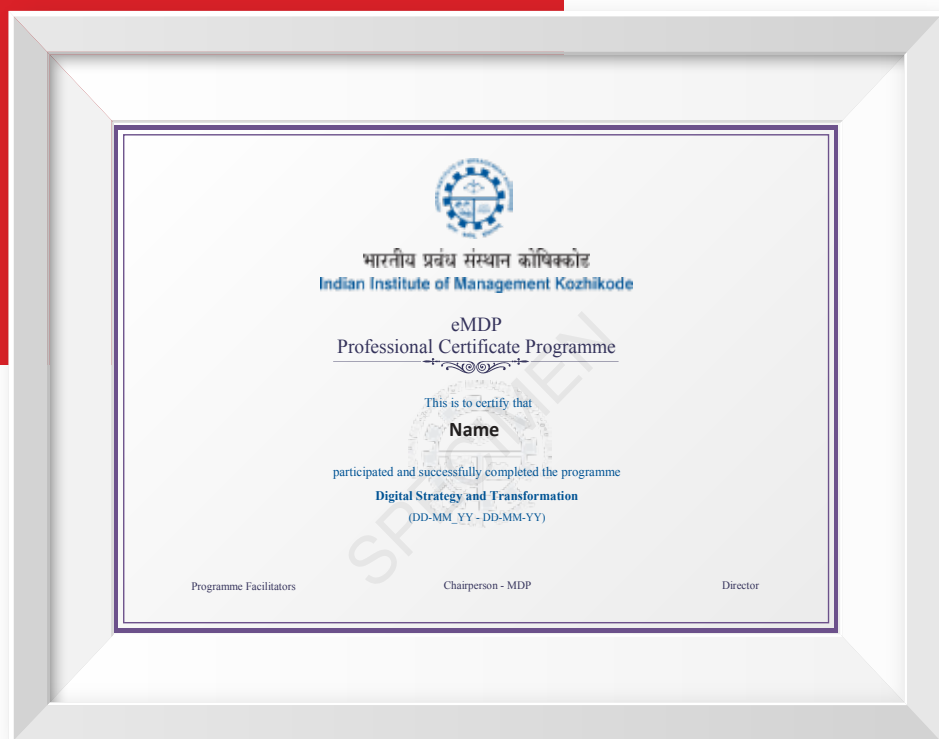 भारतीय प्रबंध संस्थान कोषिक्कोड
Indian Institute of Management Kozhikode
eMDP
Professional Certificate Programme
This is to certify that
Name
participated and successfully completed the programme
Digital Strategy and Transformation
(DD-MM_YY - DD-MM-YY)
SPECIMEN
Programme Facilitators
Chairperson - MDP
Director